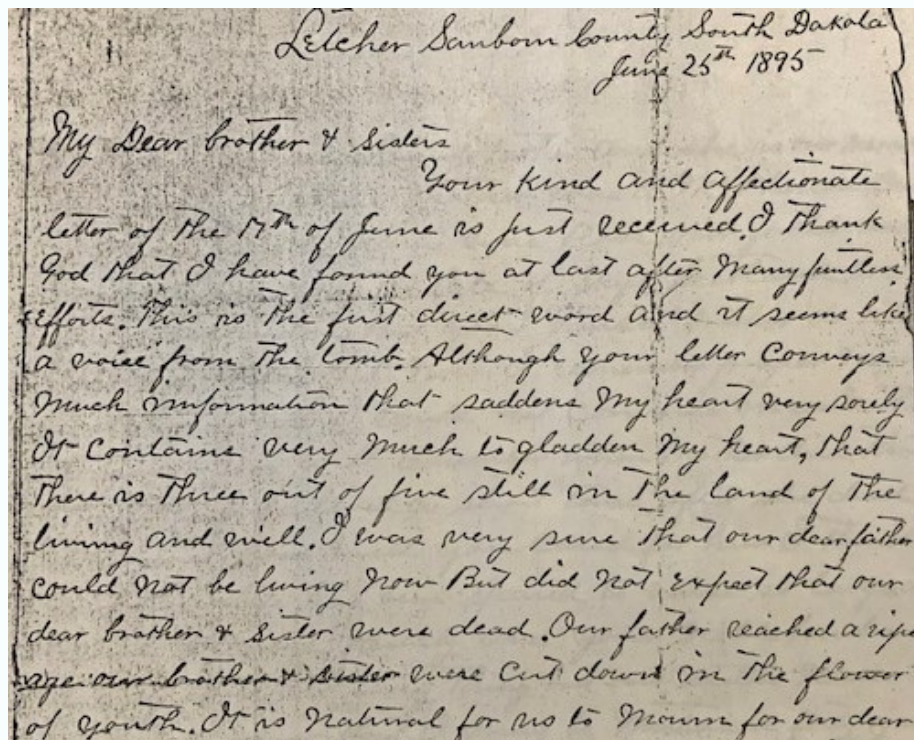 Letcher Sanborn County South Dakota
June 25th 1895
My Dear brother & sisters
Your kind and affectionate
letter of the 17th of June is just received. I thank
God that I have found you at last after many fruitless
efforts. This is the first direct word and it seems like
a voice from the tomb. Although your letter conveys
much information that saddens my heart very sorely
It contains very much to gladden my heart, that
there is three out of five still in the land of the
living and well. I was very sure that our dear father
could not be living now But did not expect that our
dear brother & sister were dead. Our father reached a ripe
age our brother & sister were cut down in the flower
of youth. It is natural for us to mourn for our dear